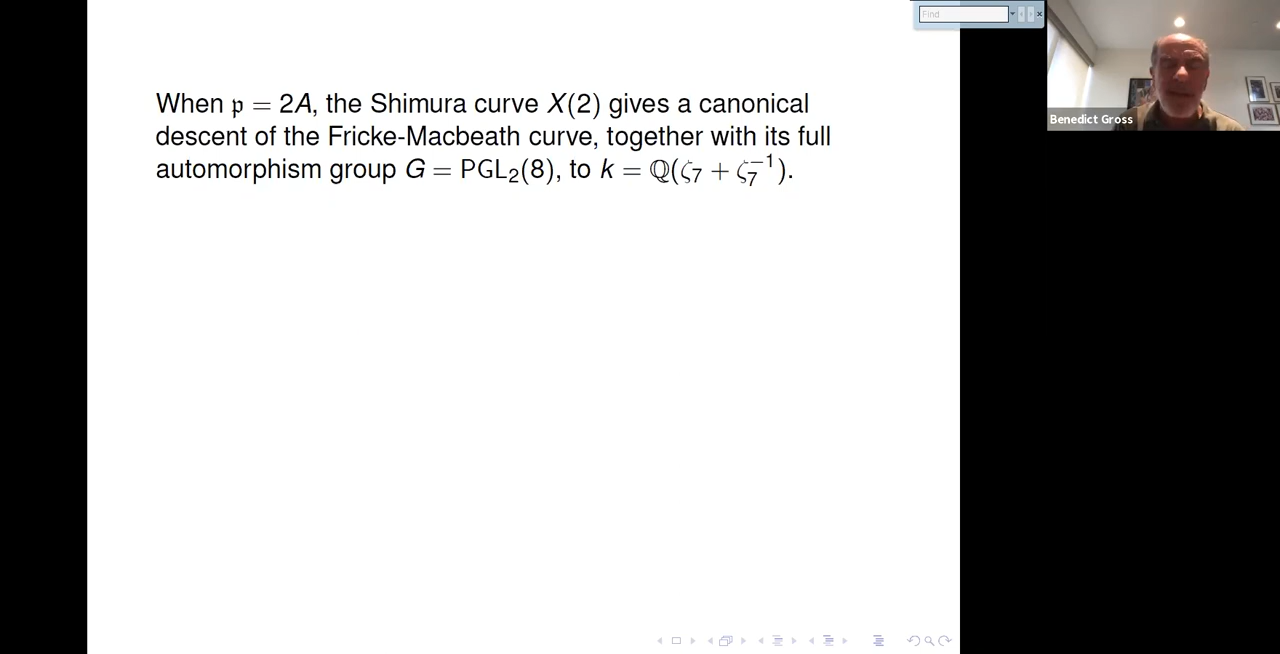 When 𝔭 = 2A, the Shimura curve X(2) gives a canonical
descent of the Fricke-Macbeath curve, together with its full
automorphism group G = PGL₂(8), to k = ℚ(ζ₇ + ζ₇⁻¹).
Find
Benedict Gross